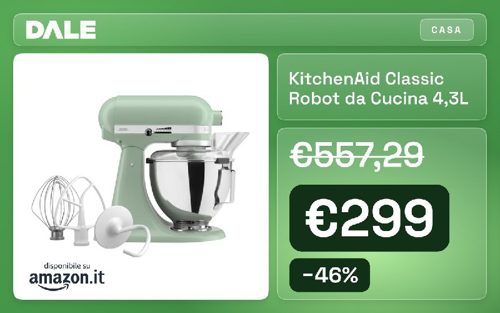 DALE
CASA
KitchenAid Classic
Robot da Cucina 4,3L
€557,29
€299
-46%
disponibile su
amazon.it